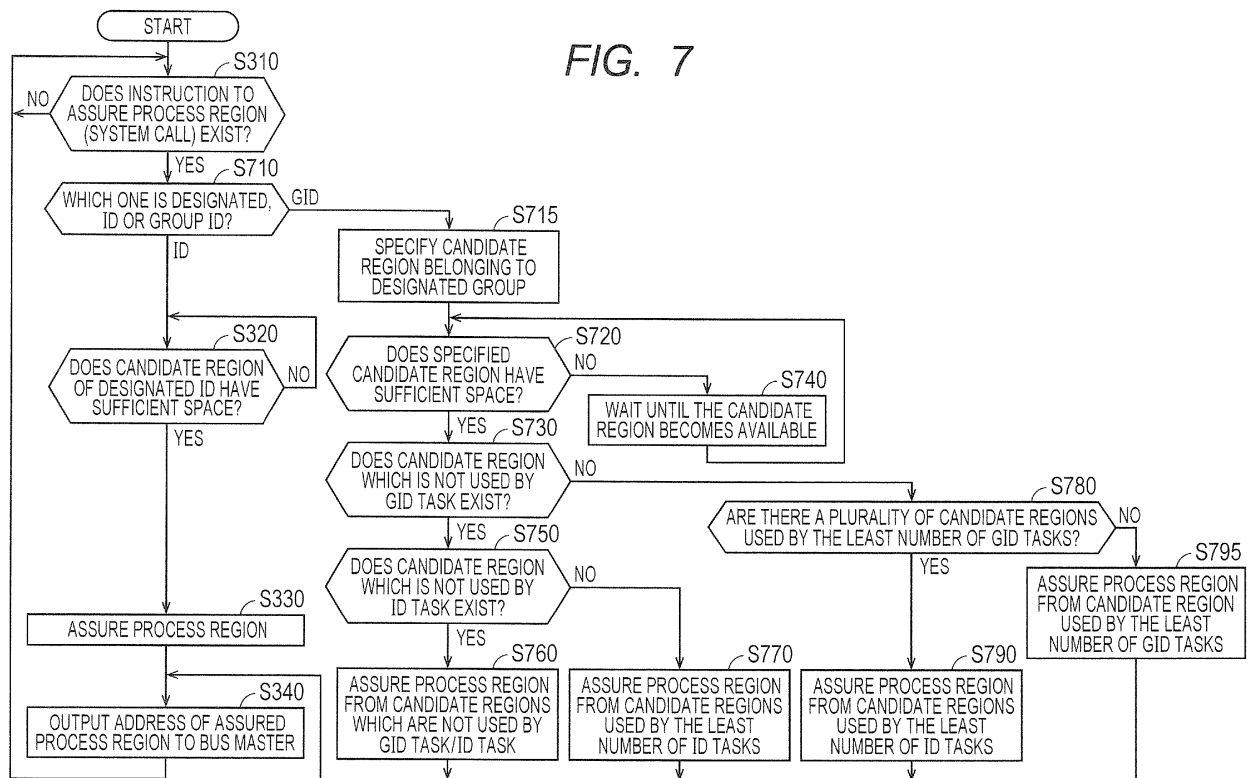 FIG. 7
START
S310
DOES INSTRUCTION TO
ASSURE PROCESS REGION
(SYSTEM CALL) EXIST?
NO
YES
S710
WHICH ONE IS DESIGNATED,
ID OR GROUP ID?
GID
ID
S715
SPECIFY CANDIDATE
REGION BELONGING TO
DESIGNATED GROUP
S320
DOES CANDIDATE REGION
OF DESIGNATED ID HAVE
SUFFICIENT SPACE?
NO
YES
S720
DOES SPECIFIED
CANDIDATE REGION HAVE
SUFFICIENT SPACE?
NO
YES
S740
WAIT UNTIL THE CANDIDATE
REGION BECOMES AVAILABLE
S730
DOES CANDIDATE REGION
WHICH IS NOT USED BY
GID TASK EXIST?
NO
YES
S780
ARE THERE A PLURALITY OF CANDIDATE REGIONS
USED BY THE LEAST NUMBER OF GID TASKS?
NO
YES
S750
DOES CANDIDATE REGION
WHICH IS NOT USED BY
ID TASK EXIST?
NO
YES
S795
ASSURE PROCESS REGION
FROM CANDIDATE REGION
USED BY THE LEAST
NUMBER OF GID TASKS
S330
ASSURE PROCESS REGION
S340
OUTPUT ADDRESS OF ASSURED
PROCESS REGION TO BUS MASTER
S760
ASSURE PROCESS REGION
FROM CANDIDATE REGIONS
WHICH ARE NOT USED BY
GID TASK/ID TASK
S770
ASSURE PROCESS REGION
FROM CANDIDATE REGIONS
USED BY THE LEAST
NUMBER OF ID TASKS
S790
ASSURE PROCESS REGION
FROM CANDIDATE REGIONS
USED BY THE LEAST
NUMBER OF ID TASKS